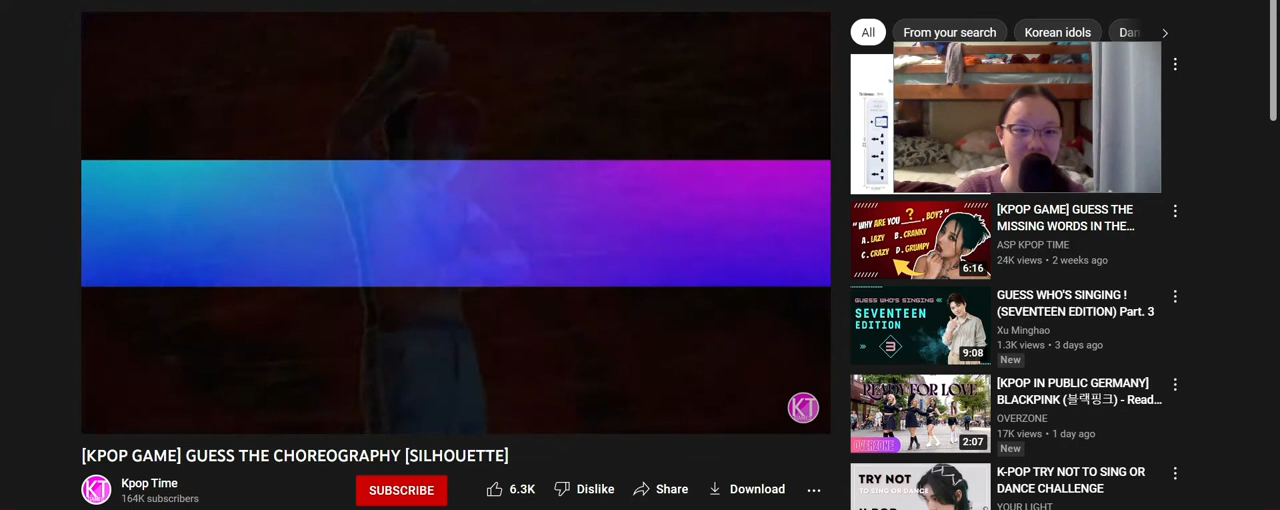 All
From your search
Korean idols
Dan
KT
[KPOP GAME] GUESS THE CHOREOGRAPHY [SILHOUETTE]
KT
Kpop Time
164K subscribers
SUBSCRIBE
6.3K
Dislike
Share
Download
"WHY ARE YOU ? , BOY?"
A. LAZY B. CRANKY
C. CRAZY D. GRUMPY
6:16
[KPOP GAME] GUESS THE
MISSING WORDS IN THE...
ASP KPOP TIME
24K views • 2 weeks ago
GUESS WHO'S SINGING
SEVENTEEN
EDITION
3
9:08
GUESS WHO'S SINGING !
(SEVENTEEN EDITION) Part. 3
Xu Minghao
1.3K views • 3 days ago
New
READY FOR LOVE
OVERZONE
2:07
[KPOP IN PUBLIC GERMANY]
BLACKPINK (블랙핑크) - Read...
OVERZONE
17K views • 1 day ago
New
TRY NOT
TO SING OR DANCE
K-POP TRY NOT TO SING OR
DANCE CHALLENGE
YOUR LIGHT